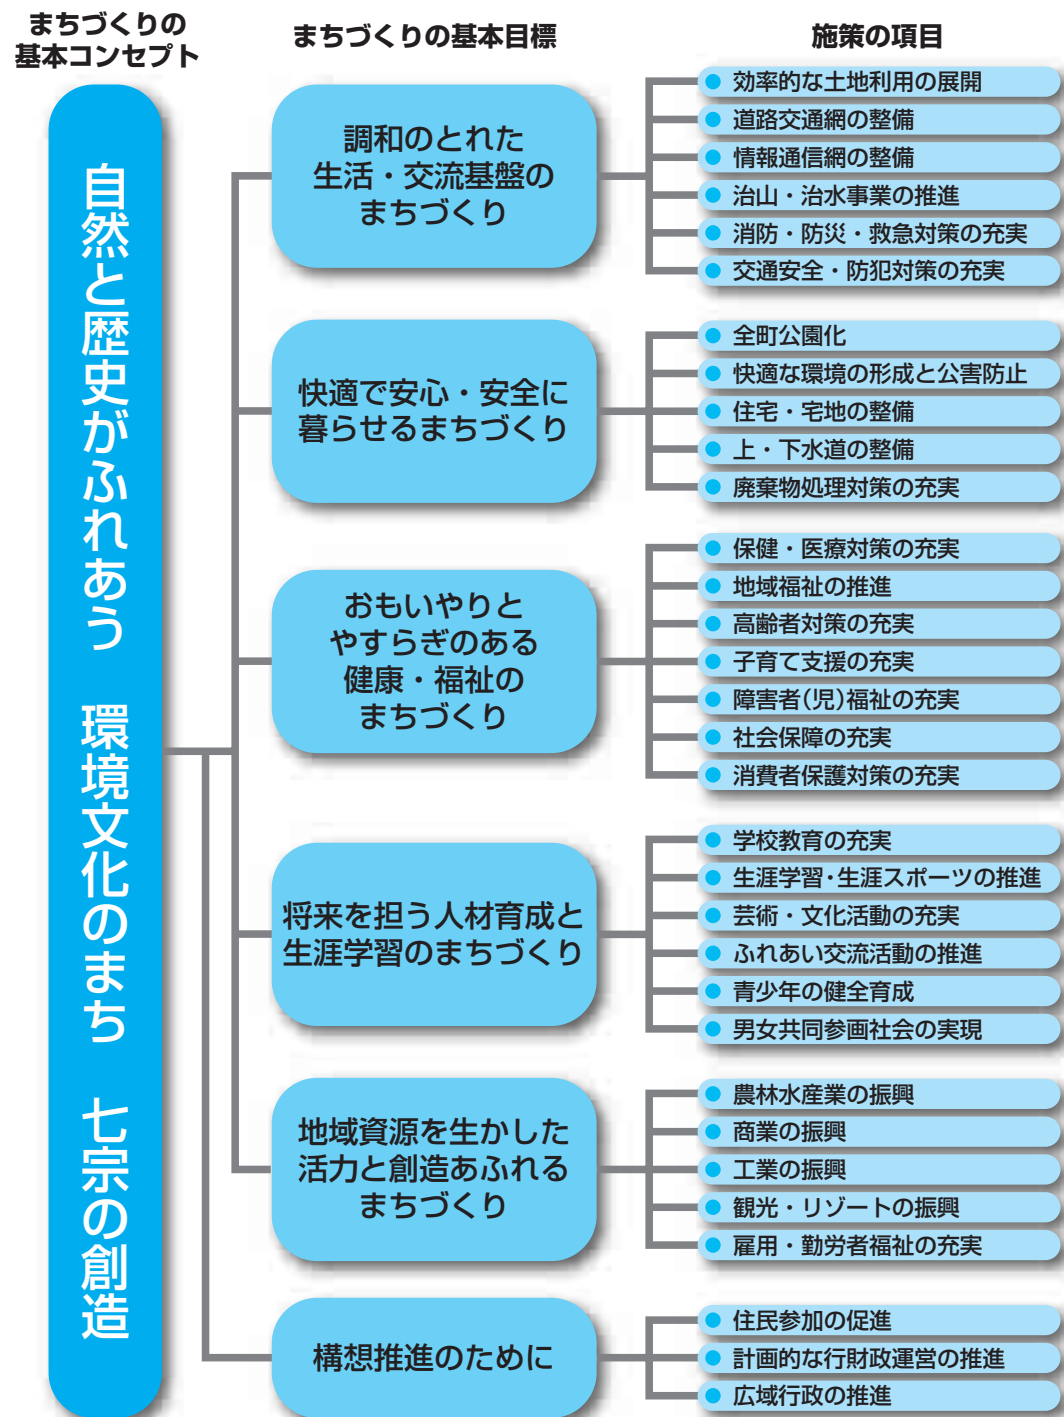 まちづくりの
基本コンセプト
まちづくりの基本目標
施策の項目
自然と歴史がふれあう　環境文化のまち　七宗の創造
調和のとれた
生活・交流基盤の
まちづくり
効率的な土地利用の展開
道路交通網の整備
情報通信網の整備
治山・治水事業の推進
消防・防災・救急対策の充実
交通安全・防犯対策の充実
快適で安心・安全に
暮らせるまちづくり
全町公園化
快適な環境の形成と公害防止
住宅・宅地の整備
上・下水道の整備
廃棄物処理対策の充実
おもいやりと
やすらぎのある
健康・福祉の
まちづくり
保健・医療対策の充実
地域福祉の推進
高齢者対策の充実
子育て支援の充実
障害者(児)福祉の充実
社会保障の充実
消費者保護対策の充実
将来を担う人材育成と
生涯学習のまちづくり
学校教育の充実
生涯学習・生涯スポーツの推進
芸術・文化活動の充実
ふれあい交流活動の推進
青少年の健全育成
男女共同参画社会の実現
地域資源を生かした
活力と創造あふれる
まちづくり
農林水産業の振興
商業の振興
工業の振興
観光・リゾートの振興
雇用・勤労者福祉の充実
構想推進のために
住民参加の促進
計画的な行財政運営の推進
広域行政の推進